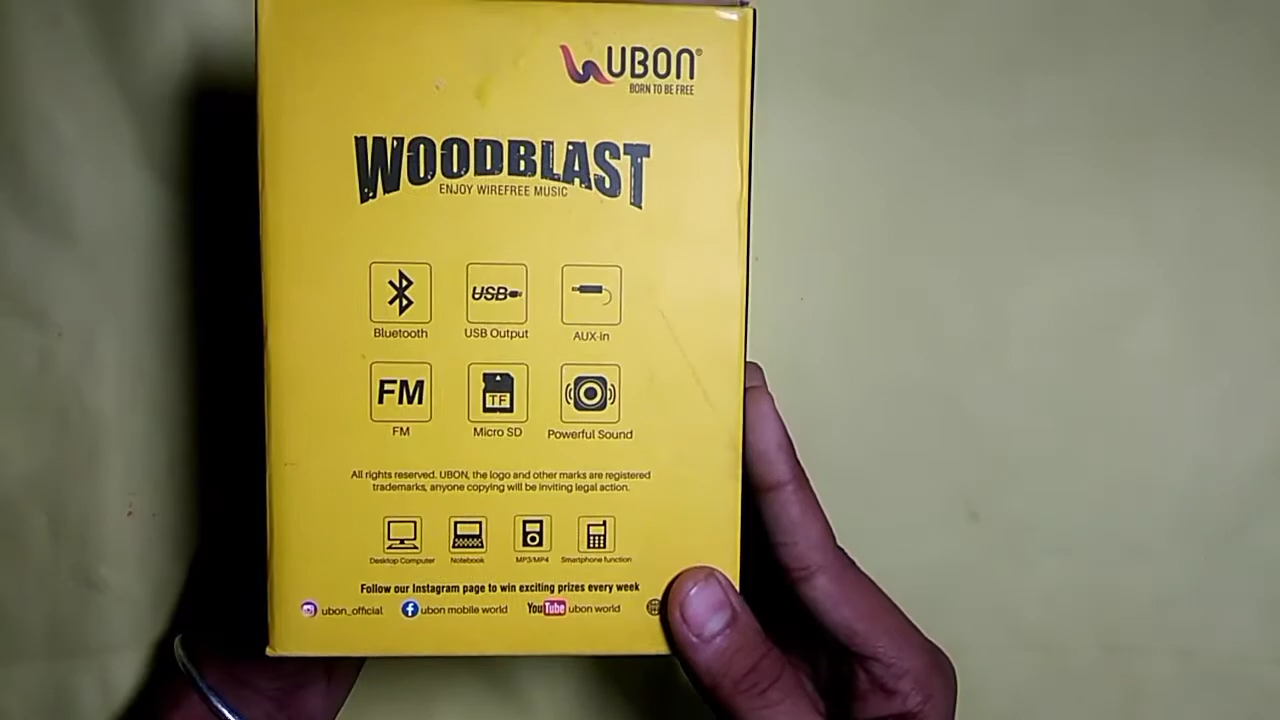 UBON®
BORN TO BE FREE
WOODBLAST
ENJOY WIREFREE MUSIC
USB
Bluetooth USB Output AUX-in
FM TF
FM Micro SD Powerful Sound
All rights reserved. UBON, the logo and other marks are registered
trademarks, anyone copying will be inviting legal action.
Desktop Computer Notebook MP3/MP4 Smartphone function
Follow our Instagram page to win exciting prizes every week
ubon_official ubon mobile world YouTube ubon world